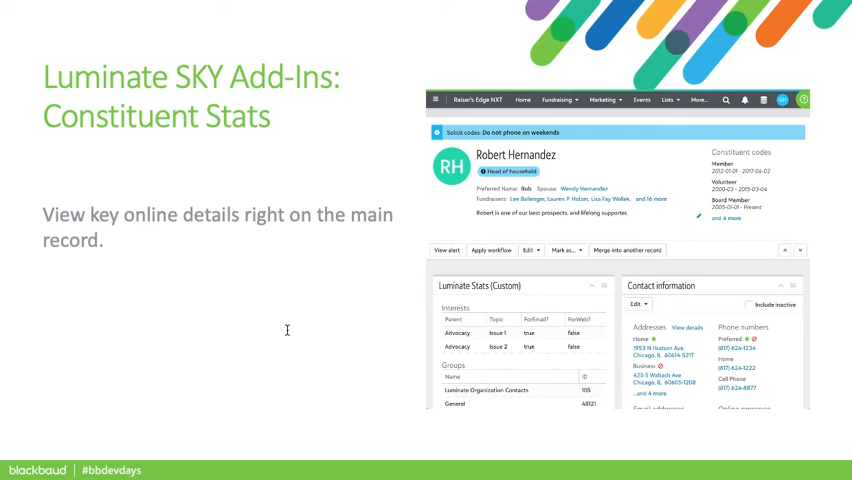 Luminate SKY Add-Ins:
Constituent Stats
View key online details right on the main
record.
Raiser's Edge NXT Home Fundraising Marketing Events Lists More... GH
Solicit codes: Do not phone on weekends
RH
Robert Hernandez
Head of household
Preferred Name: Bob Spouse: Wendy Hernandez
Fundraisers: Lee Bollenger, Lauren P. Holzer, Lisa Fay Wellek, and 16 more
Robert is one of our best prospects, and lifelong supporter.
Constituent codes
Member
2012-01-01 - 2017-06-02
Volunteer
2000-03 - 2015-03-04
Board Member
2005-01-01 - Present
and 4 more
View alert Apply workflow Edit Mark as... Merge into another record
Luminate Stats (Custom)
Interests
Parent Topic ForEmail? ForWeb?
Advocacy Issue 1 true false
Advocacy Issue 2 true false
Groups
Name ID
Luminate Organization Contacts 105
General 48121
Contact information
Edit Include inactive
Addresses View details
Home
1953 N Hudson Ave.
Chicago, IL 60614-5217
Business
425 S Wabash Ave
Chicago, IL 60605-1208
...and 4 more
Phone numbers
Preferred
(817) 624-1234
Home
(817) 624-1222
Cell Phone
(817) 624-8877
blackbaud #bbdevdays